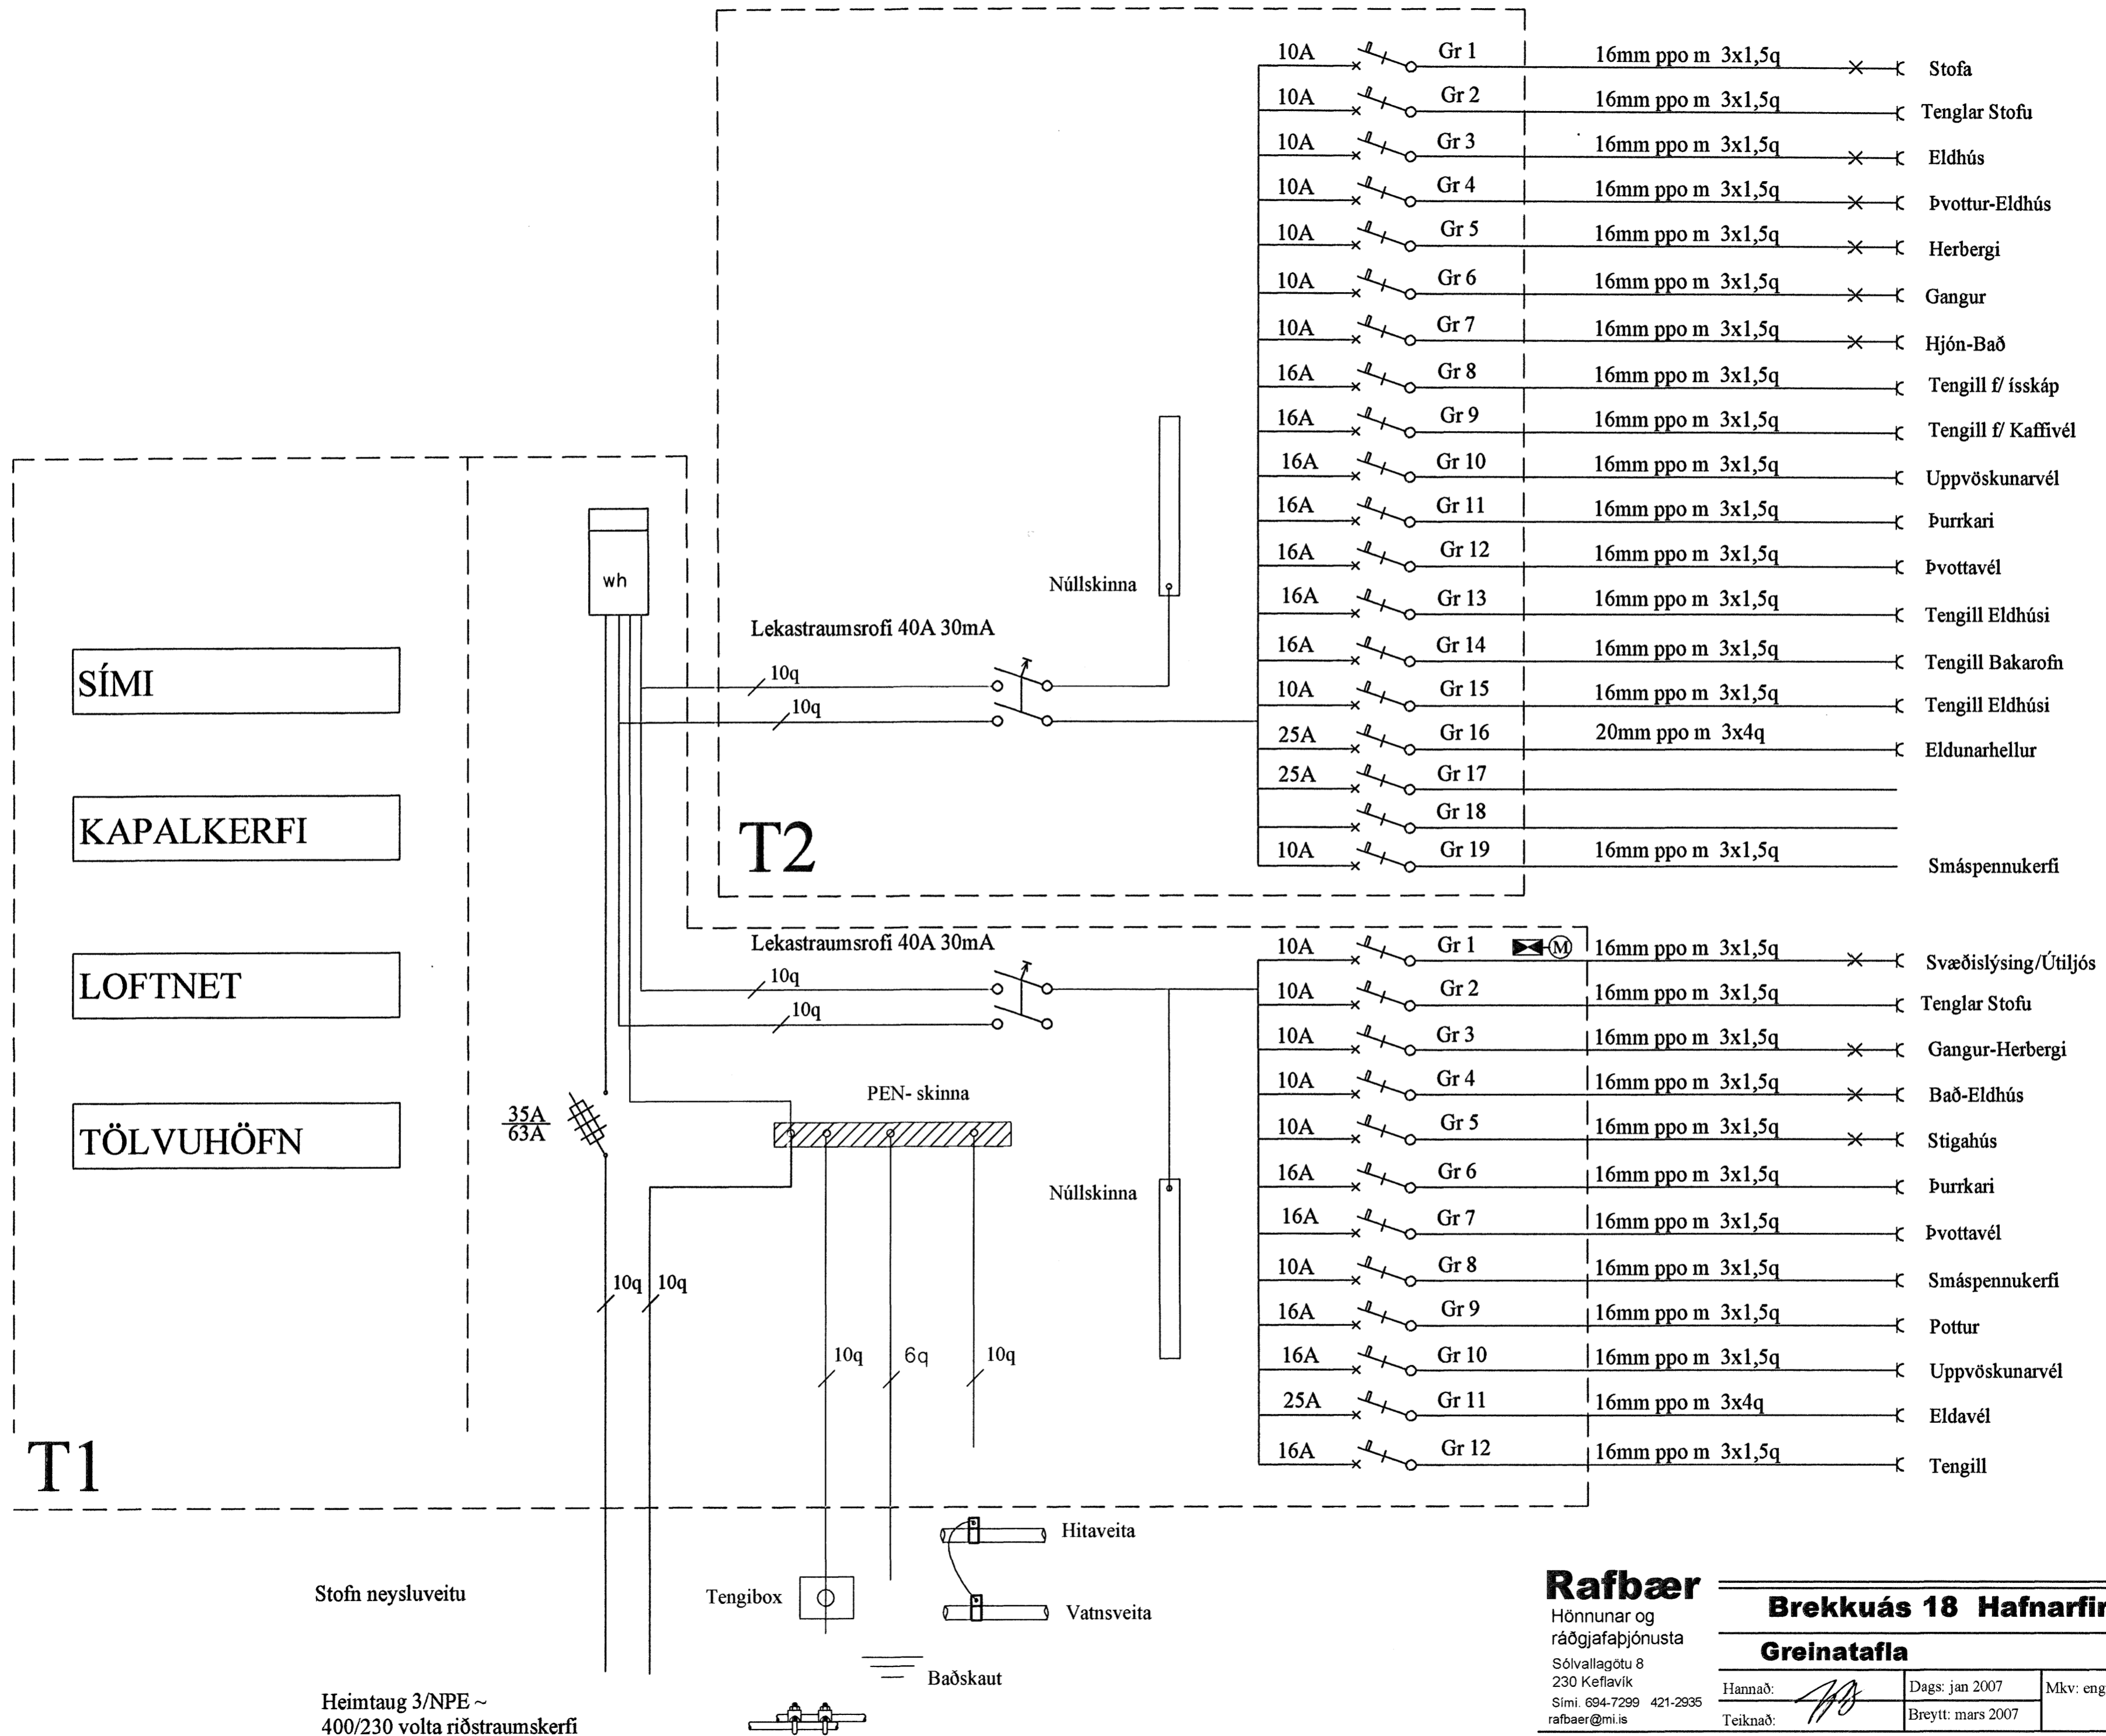 10A Gr 1 16mm ppo m 3x1,5q Stofa
10A Gr 2 16mm ppo m 3x1,5q Tenglar Stofu
10A Gr 3 16mm ppo m 3x1,5q Eldhús
10A Gr 4 16mm ppo m 3x1,5q Þvottur-Eldhús
10A Gr 5 16mm ppo m 3x1,5q Herbergi
10A Gr 6 16mm ppo m 3x1,5q Gangur
10A Gr 7 16mm ppo m 3x1,5q Hjón-Bað
16A Gr 8 16mm ppo m 3x1,5q Tengill f/ ísskáp
16A Gr 9 16mm ppo m 3x1,5q Tengill f/ Kaffivél
16A Gr 10 16mm ppo m 3x1,5q Uppvöskunarvél
16A Gr 11 16mm ppo m 3x1,5q Þurrkari
16A Gr 12 16mm ppo m 3x1,5q Þvottavél
16A Gr 13 16mm ppo m 3x1,5q Tengill Eldhúsi
16A Gr 14 16mm ppo m 3x1,5q Tengill Bakarofn
10A Gr 15 16mm ppo m 3x1,5q Tengill Eldhúsi
25A Gr 16 20mm ppo m 3x4q Eldunarhellur
25A Gr 17
Gr 18
10A Gr 19 16mm ppo m 3x1,5q Smáspennukerfi
Núllskinna
wh
Lekastraumsrofi 40A 30mA
10q
10q
T2
SÍMI
KAPALKERFI
LOFTNET
TÖLVUHÖFN
T1
Lekastraumsrofi 40A 30mA
10q
10q
PEN- skinna
35A
63A
Núllskinna
10q 10q
10q 6q 10q
10A Gr 1 M 16mm ppo m 3x1,5q Svæðislýsing/Útiljós
10A Gr 2 16mm ppo m 3x1,5q Tenglar Stofu
10A Gr 3 16mm ppo m 3x1,5q Gangur-Herbergi
10A Gr 4 16mm ppo m 3x1,5q Bað-Eldhús
10A Gr 5 16mm ppo m 3x1,5q Stigahús
16A Gr 6 16mm ppo m 3x1,5q Þurrkari
16A Gr 7 16mm ppo m 3x1,5q Þvottavél
10A Gr 8 16mm ppo m 3x1,5q Smáspennukerfi
16A Gr 9 16mm ppo m 3x1,5q Pottur
16A Gr 10 16mm ppo m 3x1,5q Uppvöskunarvél
25A Gr 11 16mm ppo m 3x4q Eldavél
16A Gr 12 16mm ppo m 3x1,5q Tengill
Hitaveita
Stofn neysluveitu
Tengibox
Vatnsveita
Baðskaut
Heimtaug 3/NPE ~
400/230 volta riðstraumskerfi
Rafbær
Hönnunar og
ráðgjafaþjónusta
Sólvallagötu 8
230 Keflavík
Sími. 694-7299 421-2935
rafbaer@mi.is
Brekkuás 18 Hafnarfir
Greinatafla
Hannað:
Teiknað:
Dags: jan 2007
Breytt: mars 2007
Mkv: eng